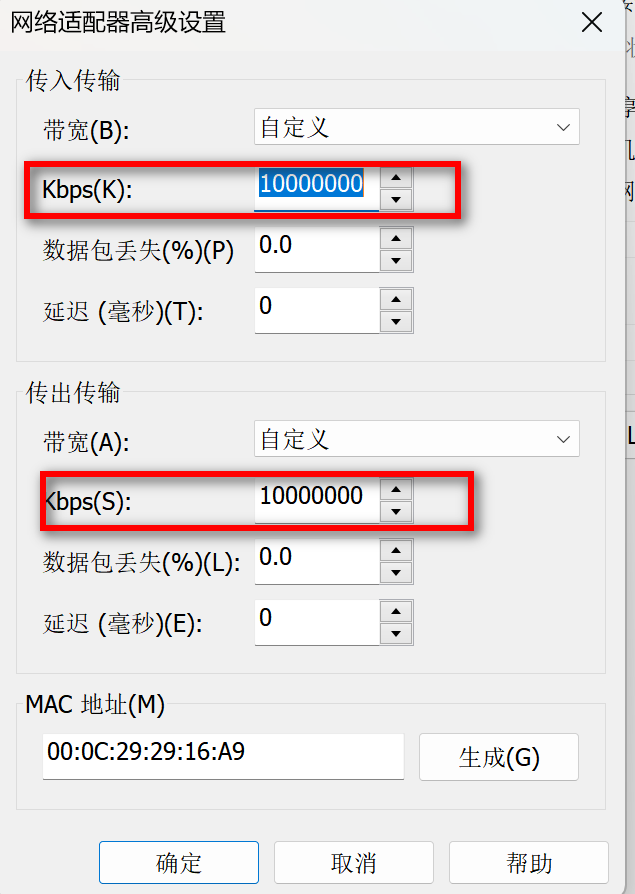 网络适配器高级设置
传入传输
带宽(B): 自定义
Kbps(K): 10000000
数据包丢失(%)(P) 0.0
延迟 (毫秒)(T): 0
传出传输
带宽(A): 自定义
Kbps(S): 10000000
数据包丢失(%)(L): 0.0
延迟 (毫秒)(E): 0
MAC 地址(M)
00:0C:29:29:16:A9 生成(G)
确定 取消 帮助